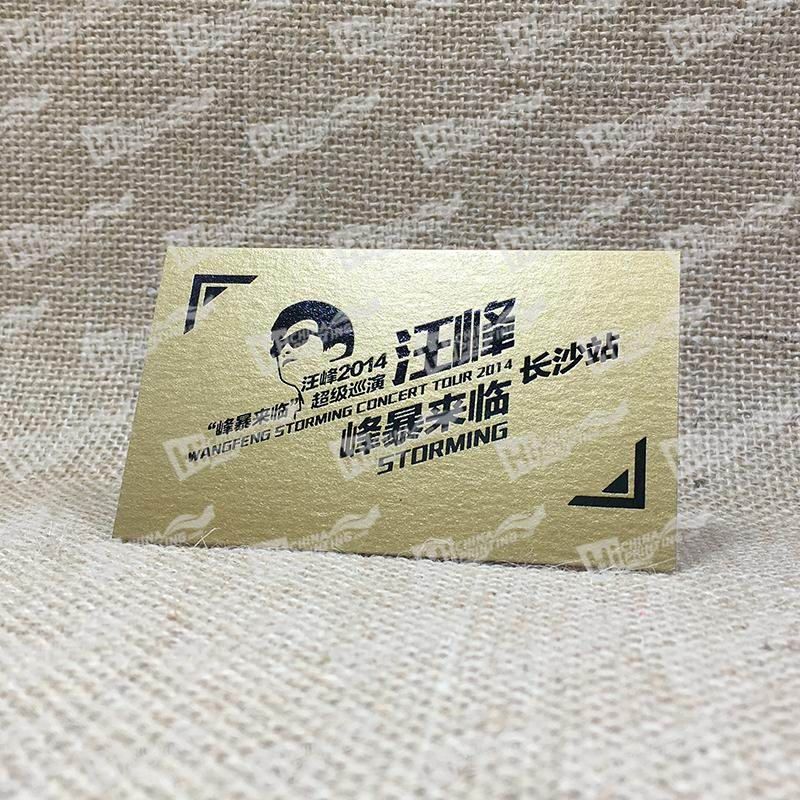 汪峰2014
超级巡演
汪峰
长沙站
“峰暴来临”
WANGFENG STORMING CONCERT TOUR 2014
峰暴来临
STORMING